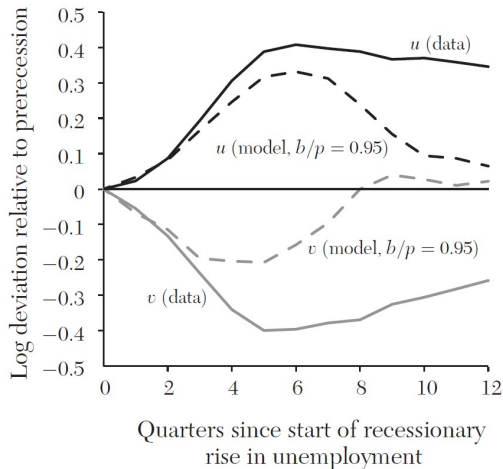 Log deviation relative to prerecession
0.5
0.4
0.3
0.2
0.1
0
−0.1
−0.2
−0.3
−0.4
−0.5
u (data)
u (model, b/p = 0.95)
v (model, b/p = 0.95)
v (data)
0 2 4 6 8 10 12
Quarters since start of recessionary
rise in unemployment